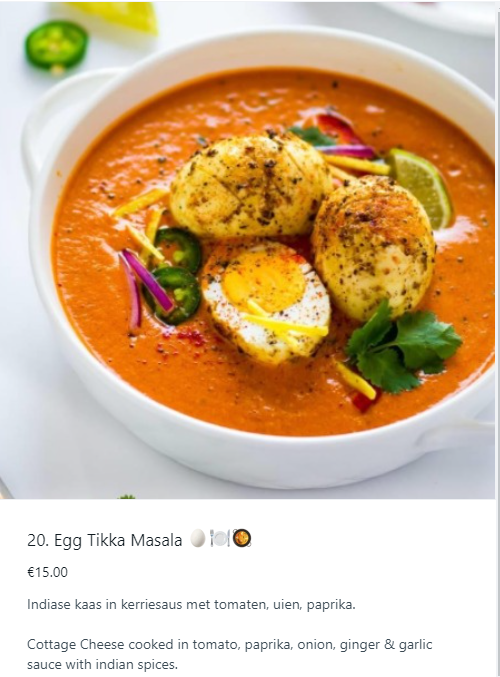 20. Egg Tikka Masala 🥚🍽️🥘
€15.00
Indiase kaas in kerriesaus met tomaten, uien, paprika.
Cottage Cheese cooked in tomato, paprika, onion, ginger & garlic
sauce with indian spices.